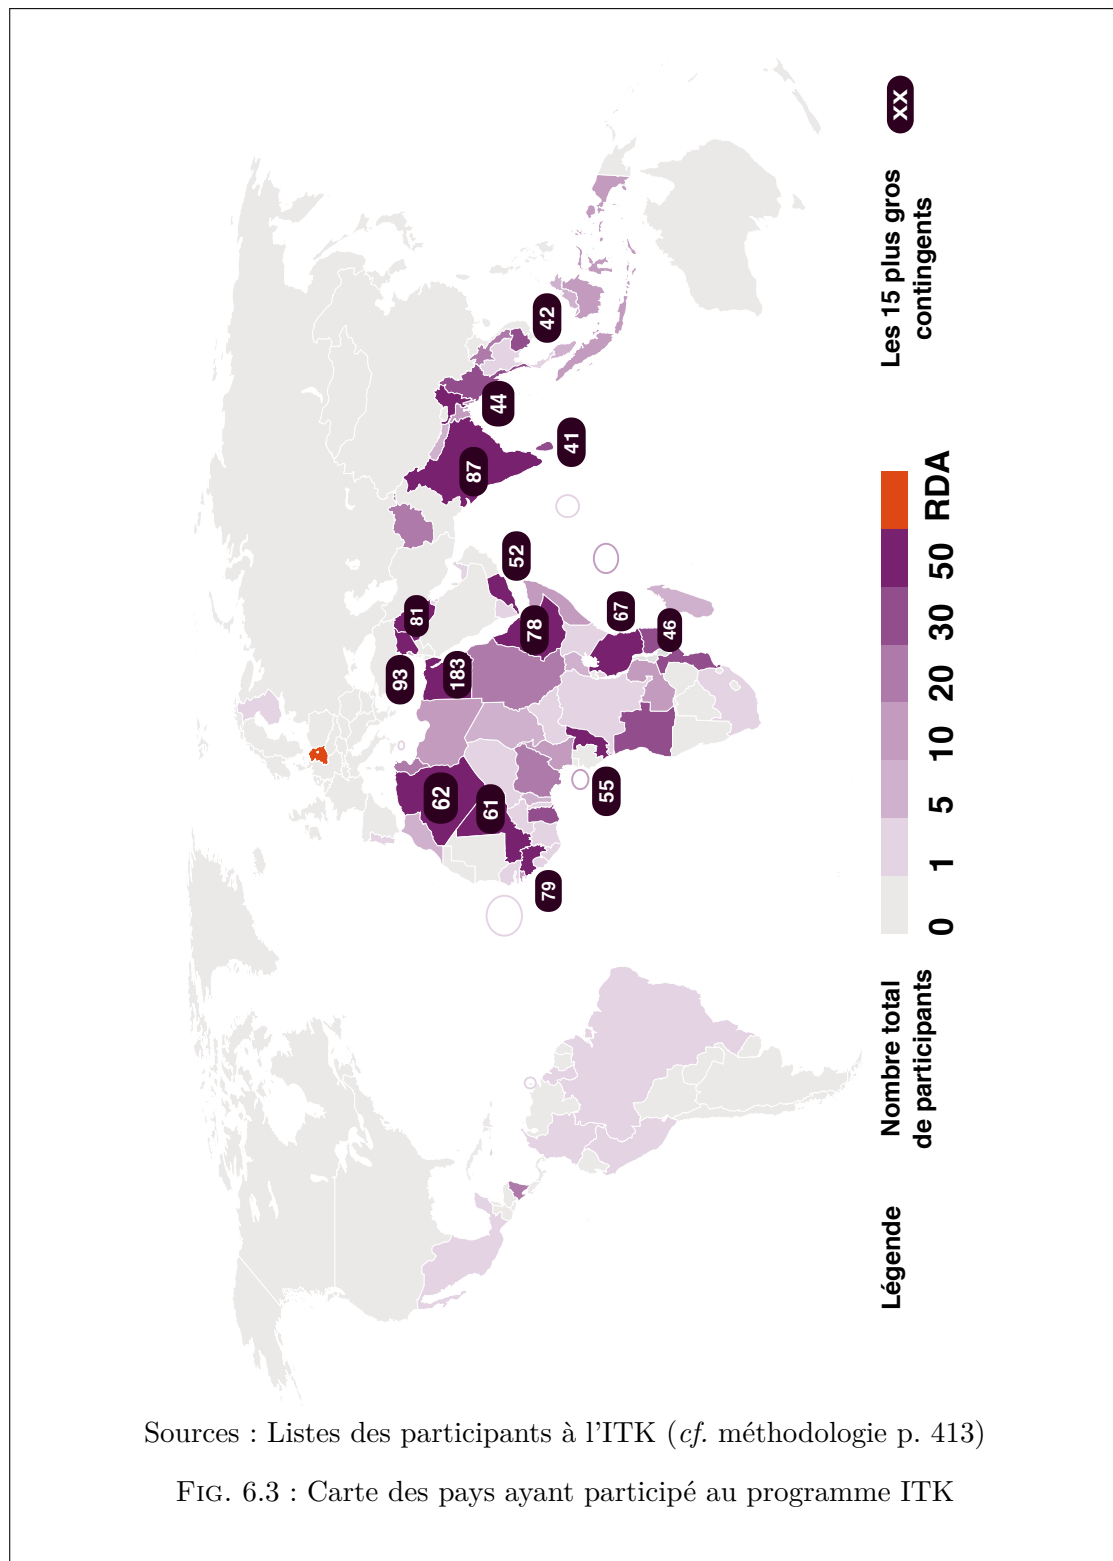 42
44
41
87
52
81
78
67
46
93
183
62
61
55
79
Légende
Nombre total
de participants
0 1 5 10 20 30 50 RDA
Les 15 plus gros
contingents
XX
Sources : Listes des participants à l'ITK (cf. méthodologie p. 413)
FIG. 6.3 : Carte des pays ayant participé au programme ITK